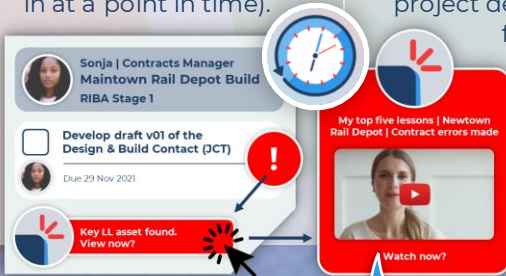 in at a point in time).
project de
f
Sonja | Contracts Manager
Maintown Rail Depot Build
RIBA Stage 1
Develop draft v01 of the
Design & Build Contact (JCT)
Due 29 Nov 2021
!
Key LL asset found.
View now?
My top five lessons | Newtown
Rail Depot | Contract errors made
Watch now?